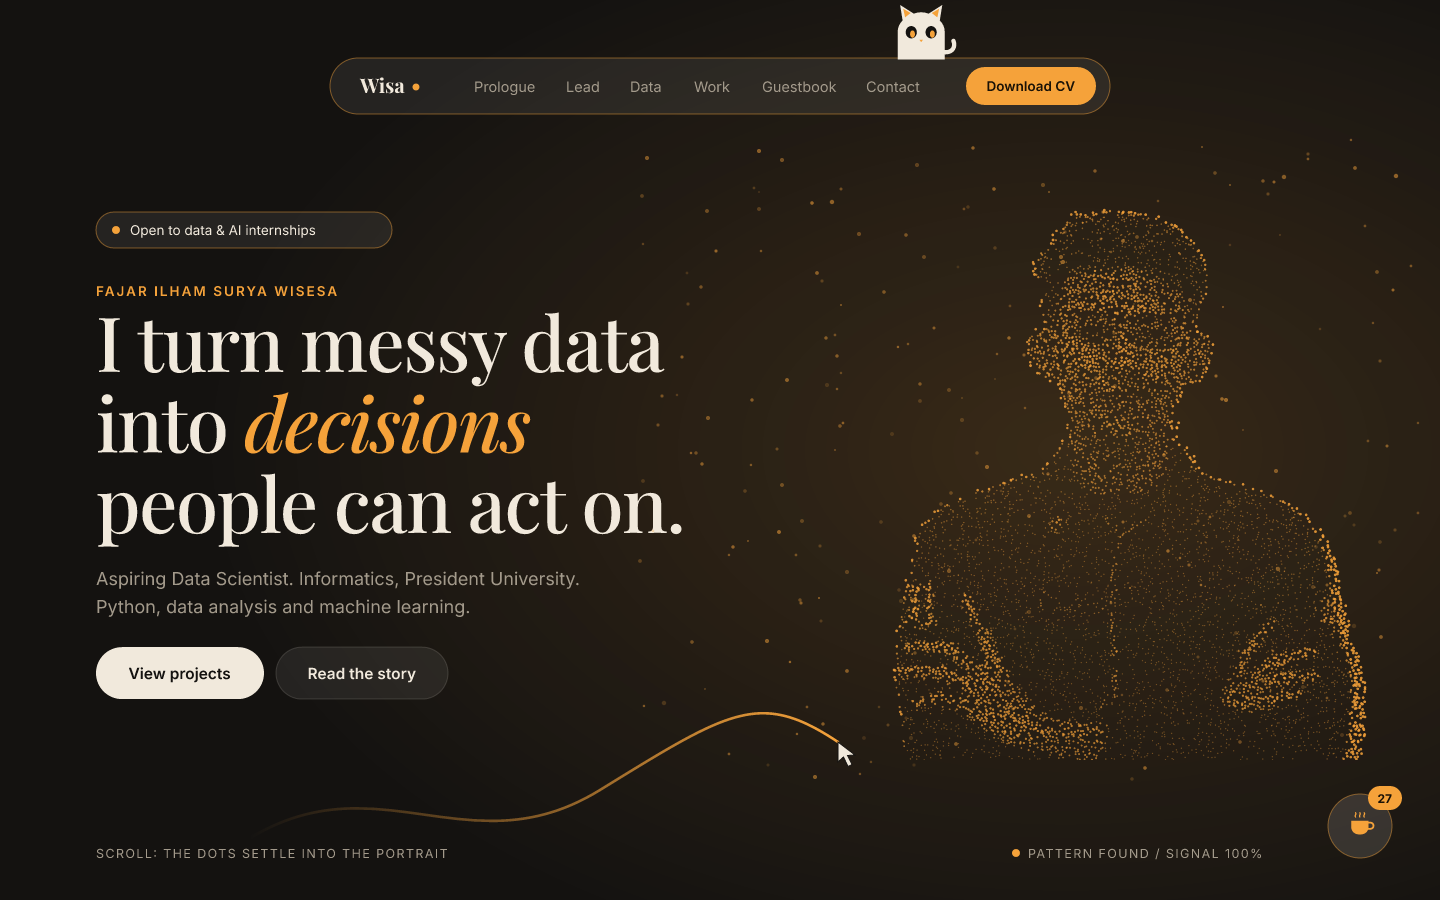 Wisa
Prologue
Lead
Data
Work
Guestbook
Contact
Download CV
Open to data & AI internships
FAJAR ILHAM SURYA WISESA
I turn messy data
into decisions
people can act on.
Aspiring Data Scientist. Informatics, President University.
Python, data analysis and machine learning.
View projects
Read the story
27
SCROLL: THE DOTS SETTLE INTO THE PORTRAIT
PATTERN FOUND / SIGNAL 100%